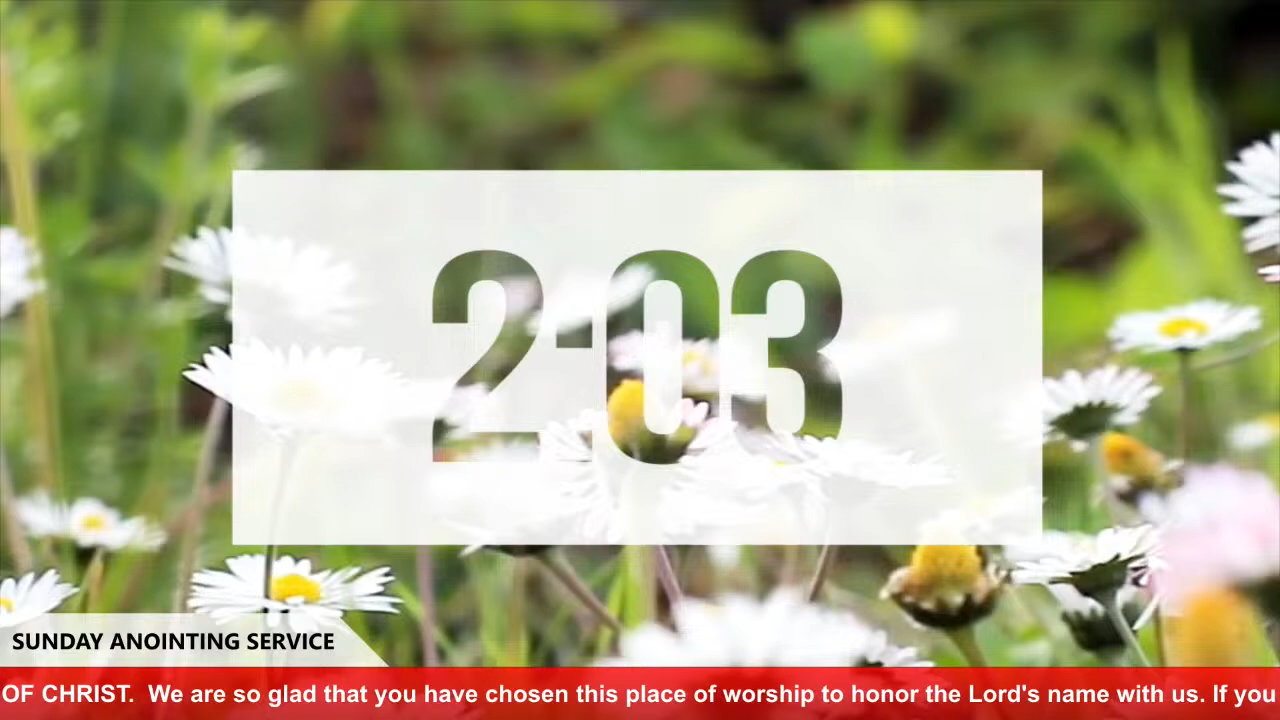 2:03
SUNDAY ANOINTING SERVICE
OF CHRIST. We are so glad that you have chosen this place of worship to honor the Lord's name with us. If you